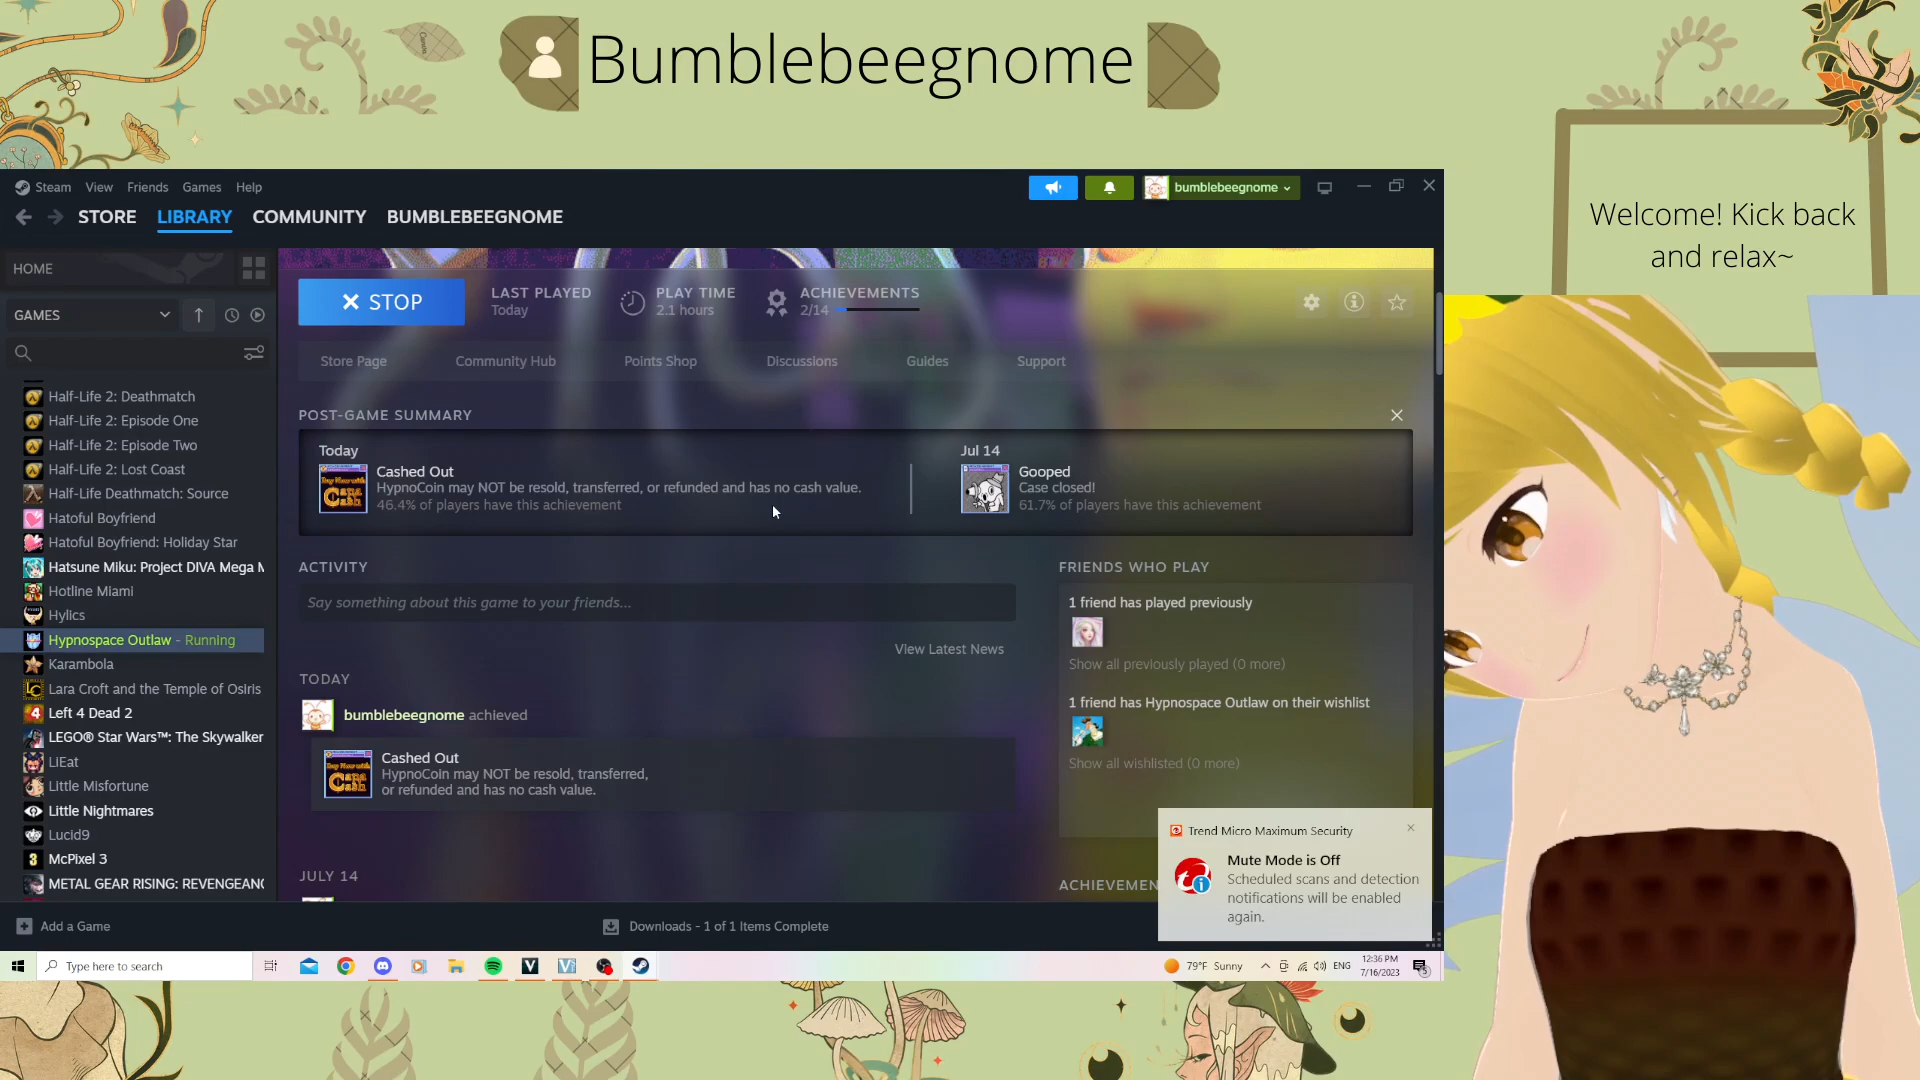 Bumblebeegnome
Welcome! Kick back
and relax~
Steam View Friends Games Help
bumblebeegnome
STORE LIBRARY COMMUNITY BUMBLEBEEGNOME
HOME
GAMES
Half-Life 2: Deathmatch
Half-Life 2: Episode One
Half-Life 2: Episode Two
Half-Life 2: Lost Coast
Half-Life Deathmatch: Source
Hatoful Boyfriend
Hatoful Boyfriend: Holiday Star
Hatsune Miku: Project DIVA Mega M
Hotline Miami
Hylics
Hypnospace Outlaw - Running
Karambola
Lara Croft and the Temple of Osiris
Left 4 Dead 2
LEGO® Star Wars™: The Skywalker
LiEat
Little Misfortune
Little Nightmares
Lucid9
McPixel 3
METAL GEAR RISING: REVENGEANC
STOP
LAST PLAYED
Today
PLAY TIME
2.1 hours
ACHIEVEMENTS
2/14
Store Page Community Hub Points Shop Discussions Guides Support
POST-GAME SUMMARY
Today
Cashed Out
HypnoCoin may NOT be resold, transferred, or refunded and has no cash value.
46.4% of players have this achievement
Jul 14
Gooped
Case closed!
61.7% of players have this achievement
ACTIVITY
Say something about this game to your friends...
View Latest News
TODAY
bumblebeegnome achieved
Cashed Out
HypnoCoin may NOT be resold, transferred,
or refunded and has no cash value.
JULY 14
FRIENDS WHO PLAY
1 friend has played previously
Show all previously played (0 more)
1 friend has Hypnospace Outlaw on their wishlist
Show all wishlisted (0 more)
ACHIEVEMEN
Trend Micro Maximum Security
Mute Mode is Off
Scheduled scans and detection
notifications will be enabled
again.
Add a Game
Downloads - 1 of 1 Items Complete
Type here to search
79°F Sunny
ENG
12:36 PM
7/16/2023